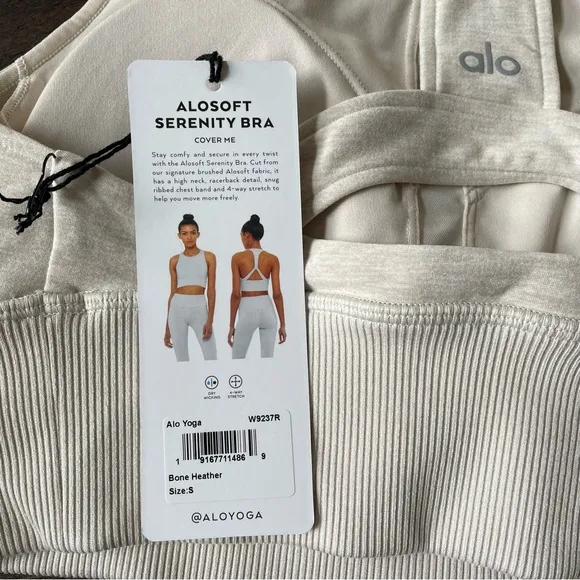 alo
ALOSOFT
SERENITY BRA
COVER ME
Stay comfy and secure in every twist
with the Alosoft Serenity Bra. Cut from
our signature brushed Alosoft fabric, it
has a high neck, racerback detail, snug
ribbed chest band and 4-way stretch to
help you move more freely.
DRY
WICKING
4-WAY
STRETCH
Alo Yoga W9237R
1 91677 11486 9
Bone Heather
Size:S
@ALOYOGA